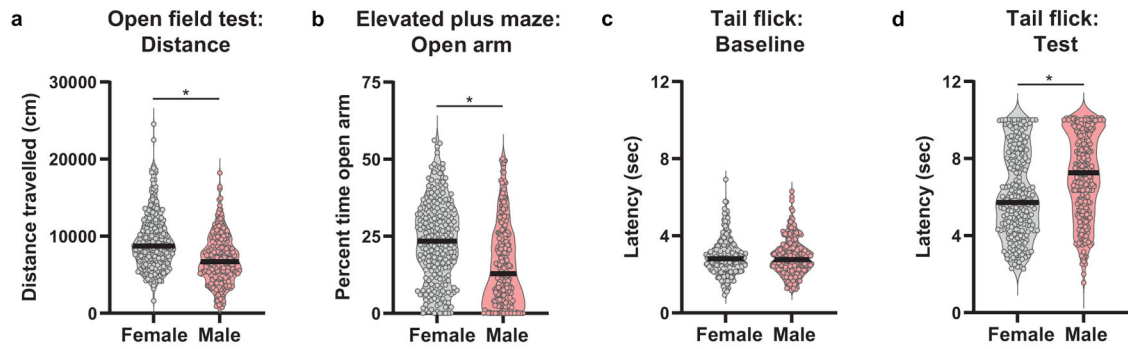 a
Open field test:
Distance
Distance travelled (cm)
30000
20000
10000
0
*
Female
Male
b
Elevated plus maze:
Open arm
Percent time open arm
75
50
25
0
*
Female
Male
c
Tail flick:
Baseline
Latency (sec)
12
8
4
0
Female
Male
d
Tail flick:
Test
Latency (sec)
12
8
4
0
*
Female
Male